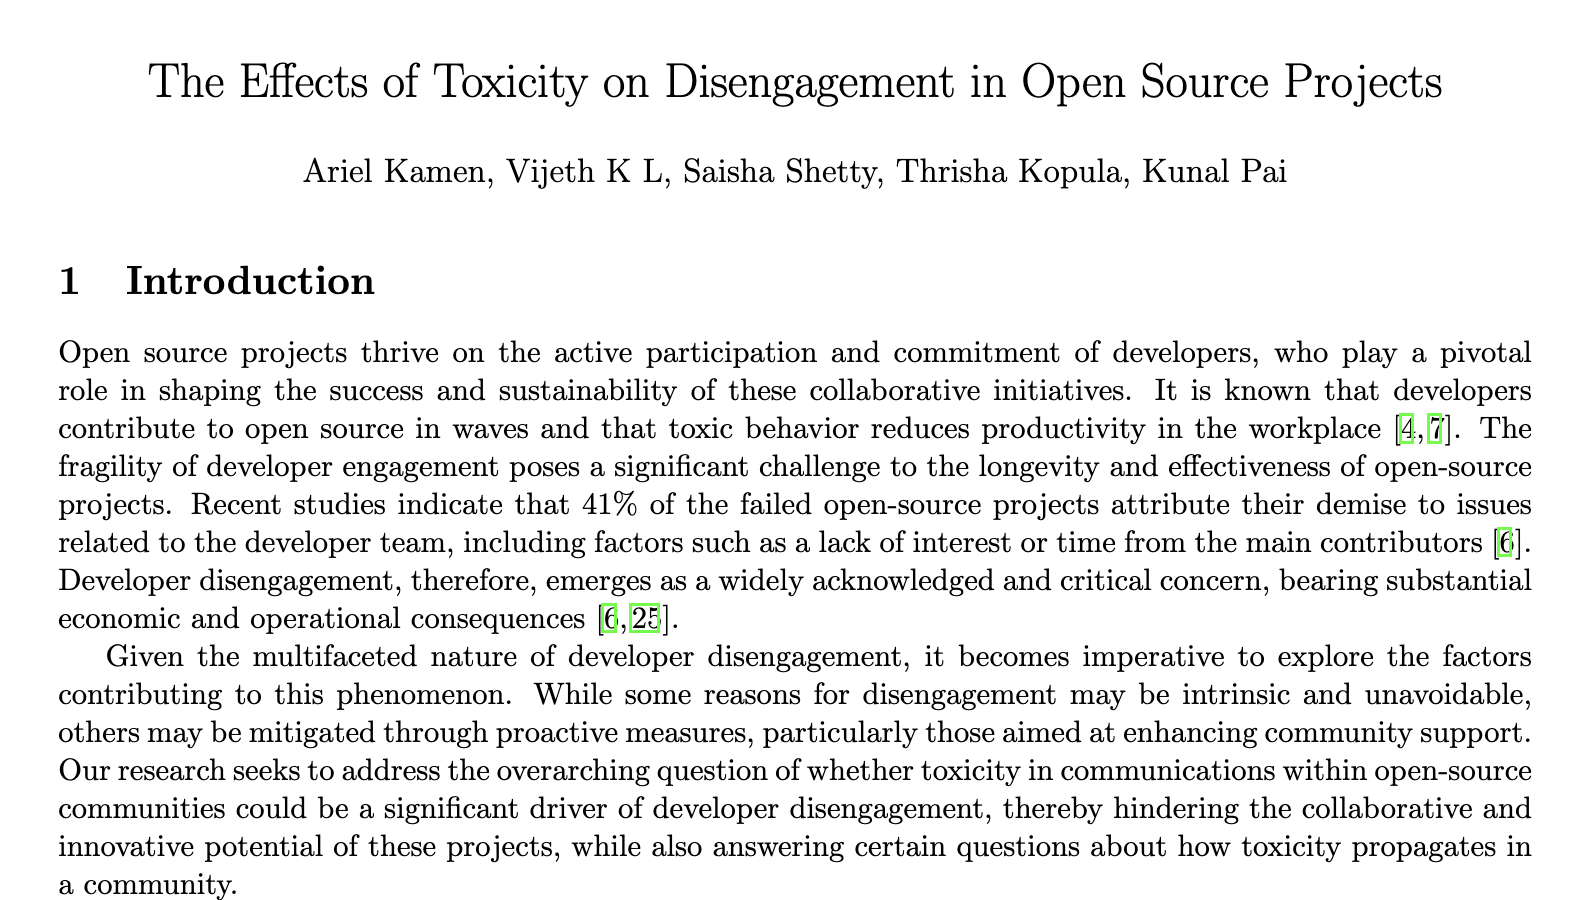 The Effects of Toxicity on Disengagement in Open Source Projects
Ariel Kamen, Vijeth K L, Saisha Shetty, Thrisha Kopula, Kunal Pai
1 Introduction
Open source projects thrive on the active participation and commitment of developers, who play a pivotal
role in shaping the success and sustainability of these collaborative initiatives. It is known that developers
contribute to open source in waves and that toxic behavior reduces productivity in the workplace [4,7]. The
fragility of developer engagement poses a significant challenge to the longevity and effectiveness of open-source
projects. Recent studies indicate that 41% of the failed open-source projects attribute their demise to issues
related to the developer team, including factors such as a lack of interest or time from the main contributors [6].
Developer disengagement, therefore, emerges as a widely acknowledged and critical concern, bearing substantial
economic and operational consequences [6,25].
Given the multifaceted nature of developer disengagement, it becomes imperative to explore the factors
contributing to this phenomenon. While some reasons for disengagement may be intrinsic and unavoidable,
others may be mitigated through proactive measures, particularly those aimed at enhancing community support.
Our research seeks to address the overarching question of whether toxicity in communications within open-source
communities could be a significant driver of developer disengagement, thereby hindering the collaborative and
innovative potential of these projects, while also answering certain questions about how toxicity propagates in
a community.